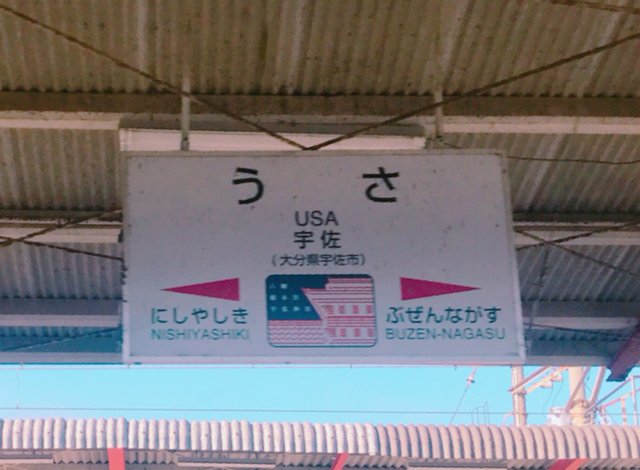 うさ
USA
宇佐
(大分県宇佐市)
にしやしき
NISHIYASHIKI
ぶぜんながす
BUZEN-NAGASU